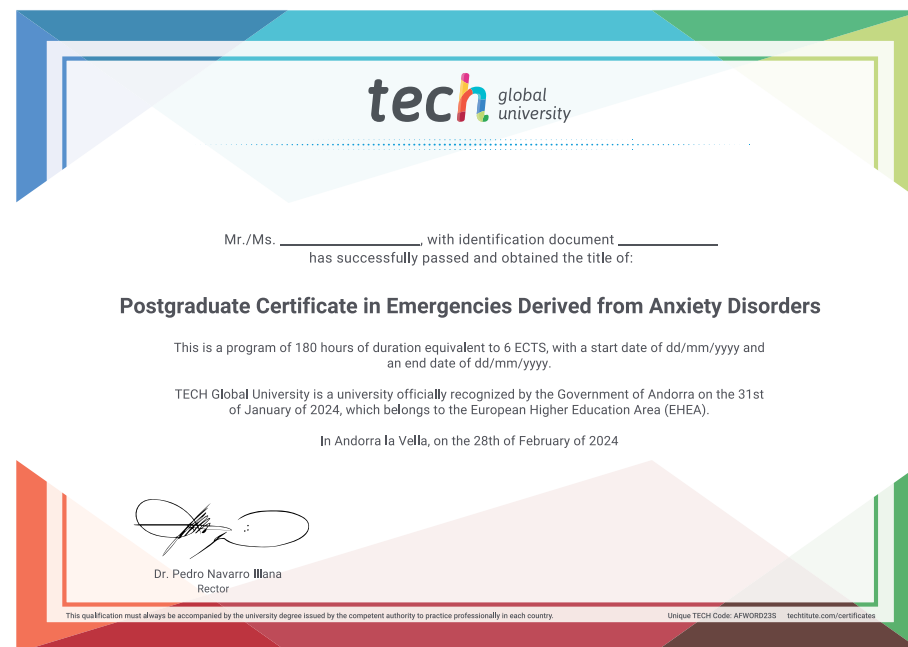 tech global
university
Mr./Ms. ____________, with identification document ____________
has successfully passed and obtained the title of:
Postgraduate Certificate in Emergencies Derived from Anxiety Disorders
This is a program of 180 hours of duration equivalent to 6 ECTS, with a start date of dd/mm/yyyy and
an end date of dd/mm/yyyy.
TECH Global University is a university officially recognized by the Government of Andorra on the 31st
of January of 2024, which belongs to the European Higher Education Area (EHEA).
In Andorra la Vella, on the 28th of February of 2024
Dr. Pedro Navarro Illana
Rector
This qualification must always be accompanied by the university degree issued by the competent authority to practice professionally in each country. Unique TECH Code: AFWORD23S techtitute.com/certificates